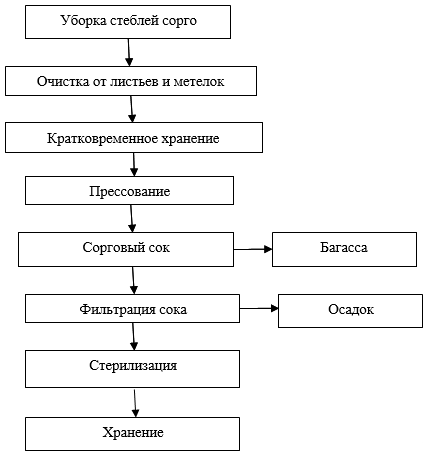 Уборка стеблей сорго
Очистка от листьев и метелок
Кратковременное хранение
Прессование
Сорговый сок
Багасса
Фильтрация сока
Осадок
Стерилизация
Хранение